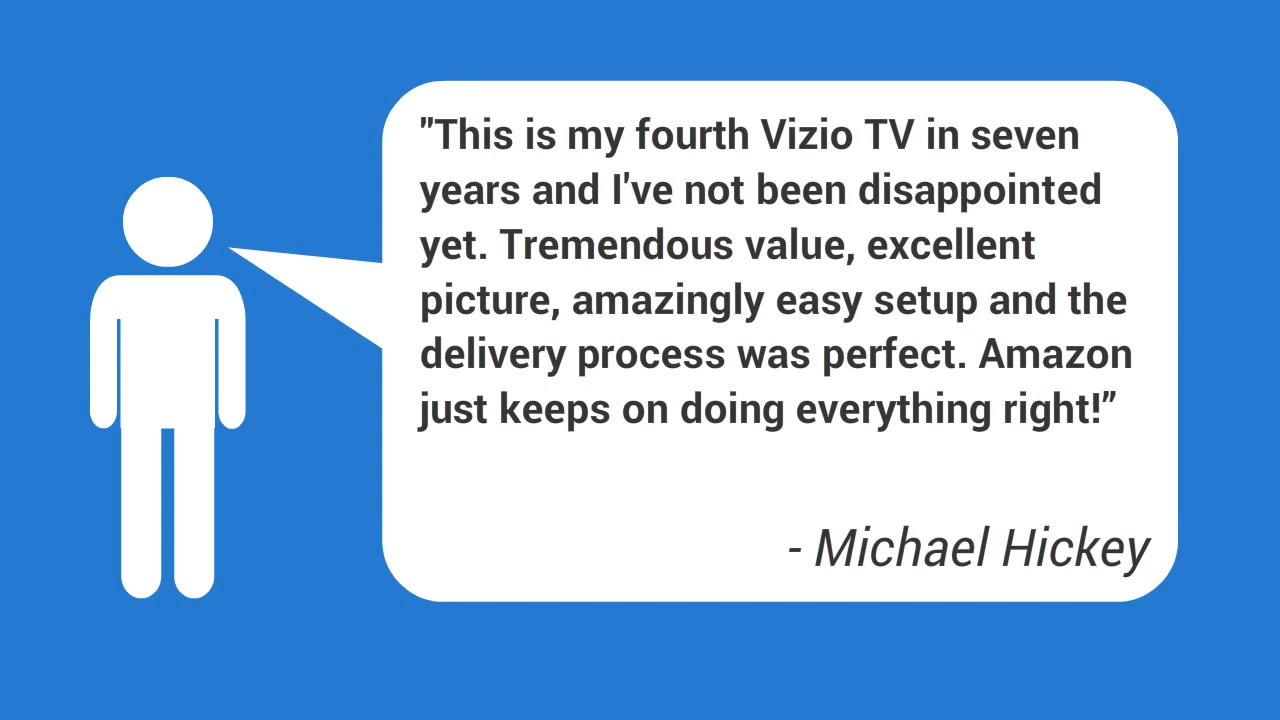 "This is my fourth Vizio TV in seven
years and I've not been disappointed
yet. Tremendous value, excellent
picture, amazingly easy setup and the
delivery process was perfect. Amazon
just keeps on doing everything right!”
- Michael Hickey